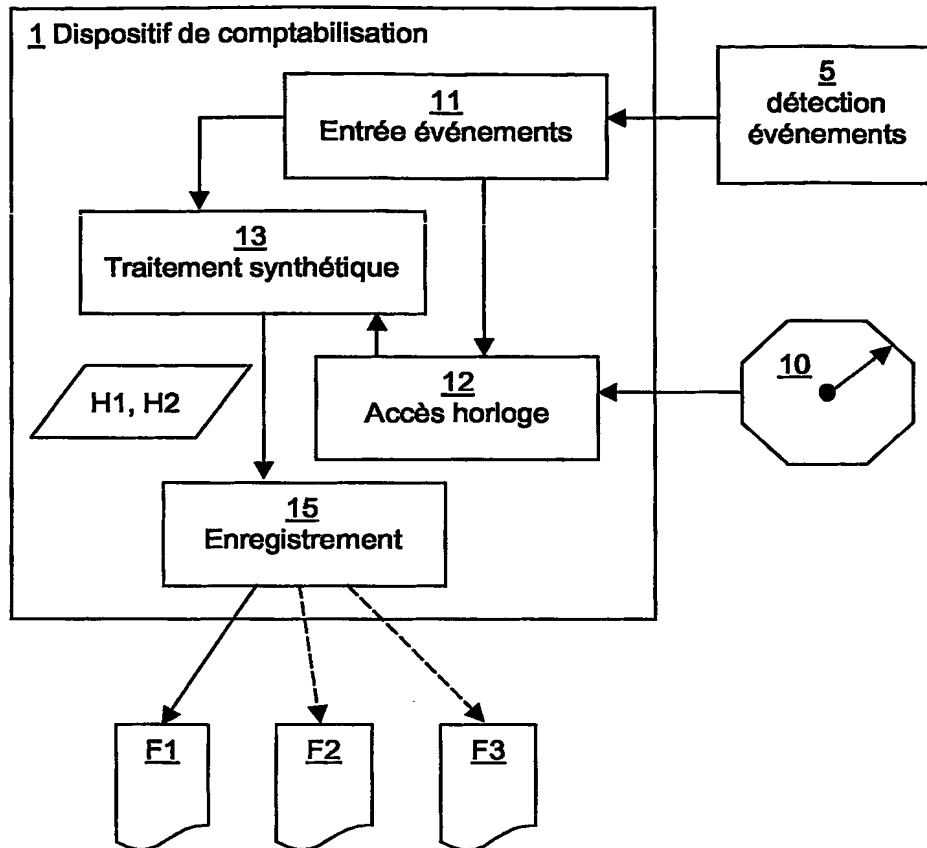 1 Dispositif de comptabilisation
5
détection
événements
11
Entrée événements
13
Traitement synthétique
10
12
Accès horloge
H1, H2
15
Enregistrement
F1
F2
F3